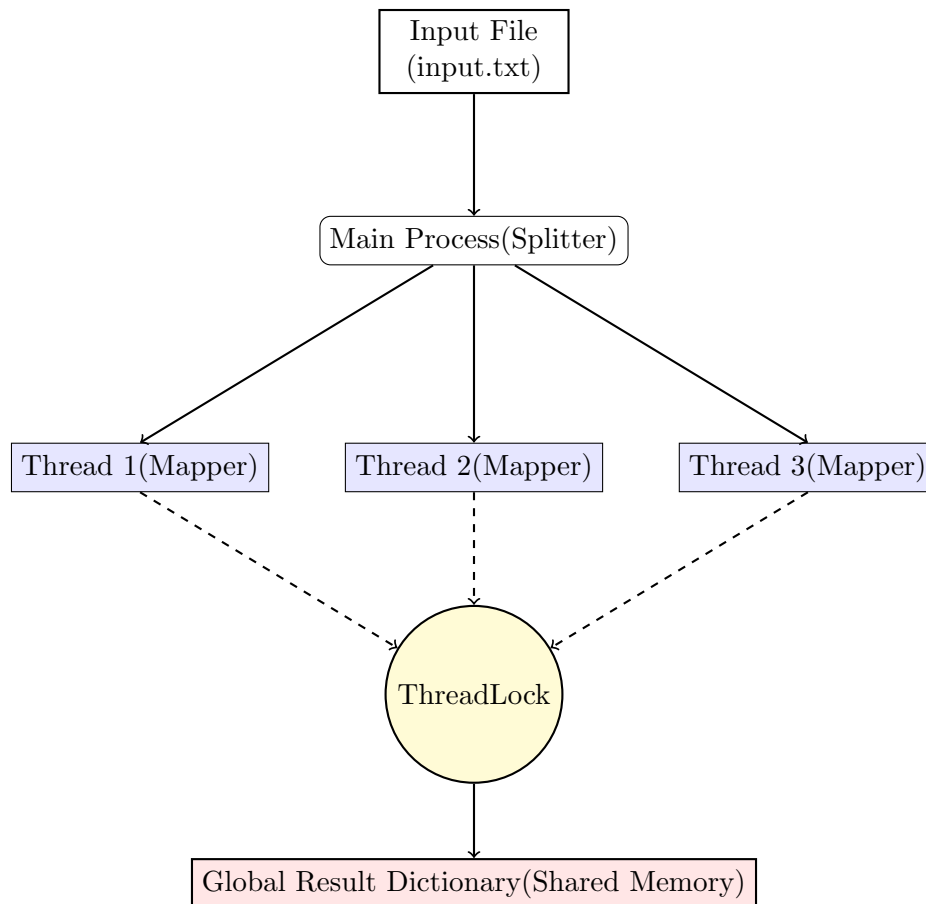 Input File
(input.txt)
Main Process(Splitter)
Thread 1(Mapper)
Thread 2(Mapper)
Thread 3(Mapper)
ThreadLock
Global Result Dictionary(Shared Memory)